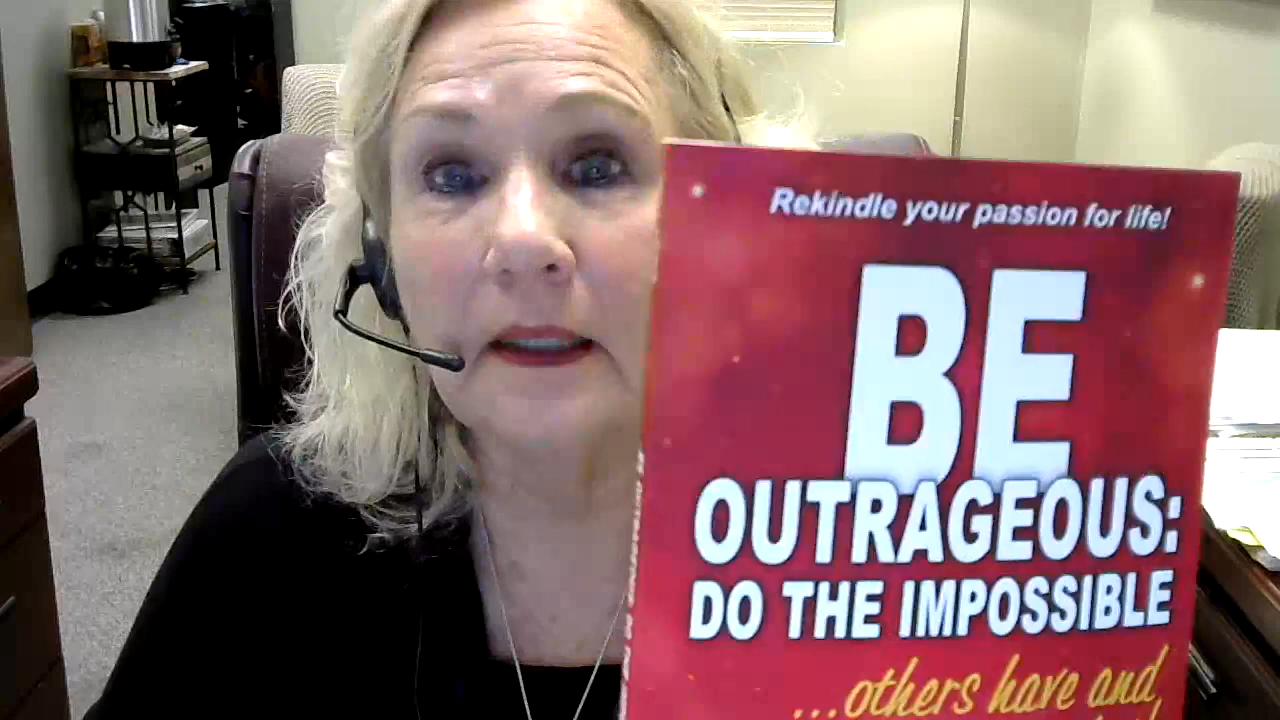 Rekindle your passion for life!
BE
OUTRAGEOUS:
DO THE IMPOSSIBLE
...others have and